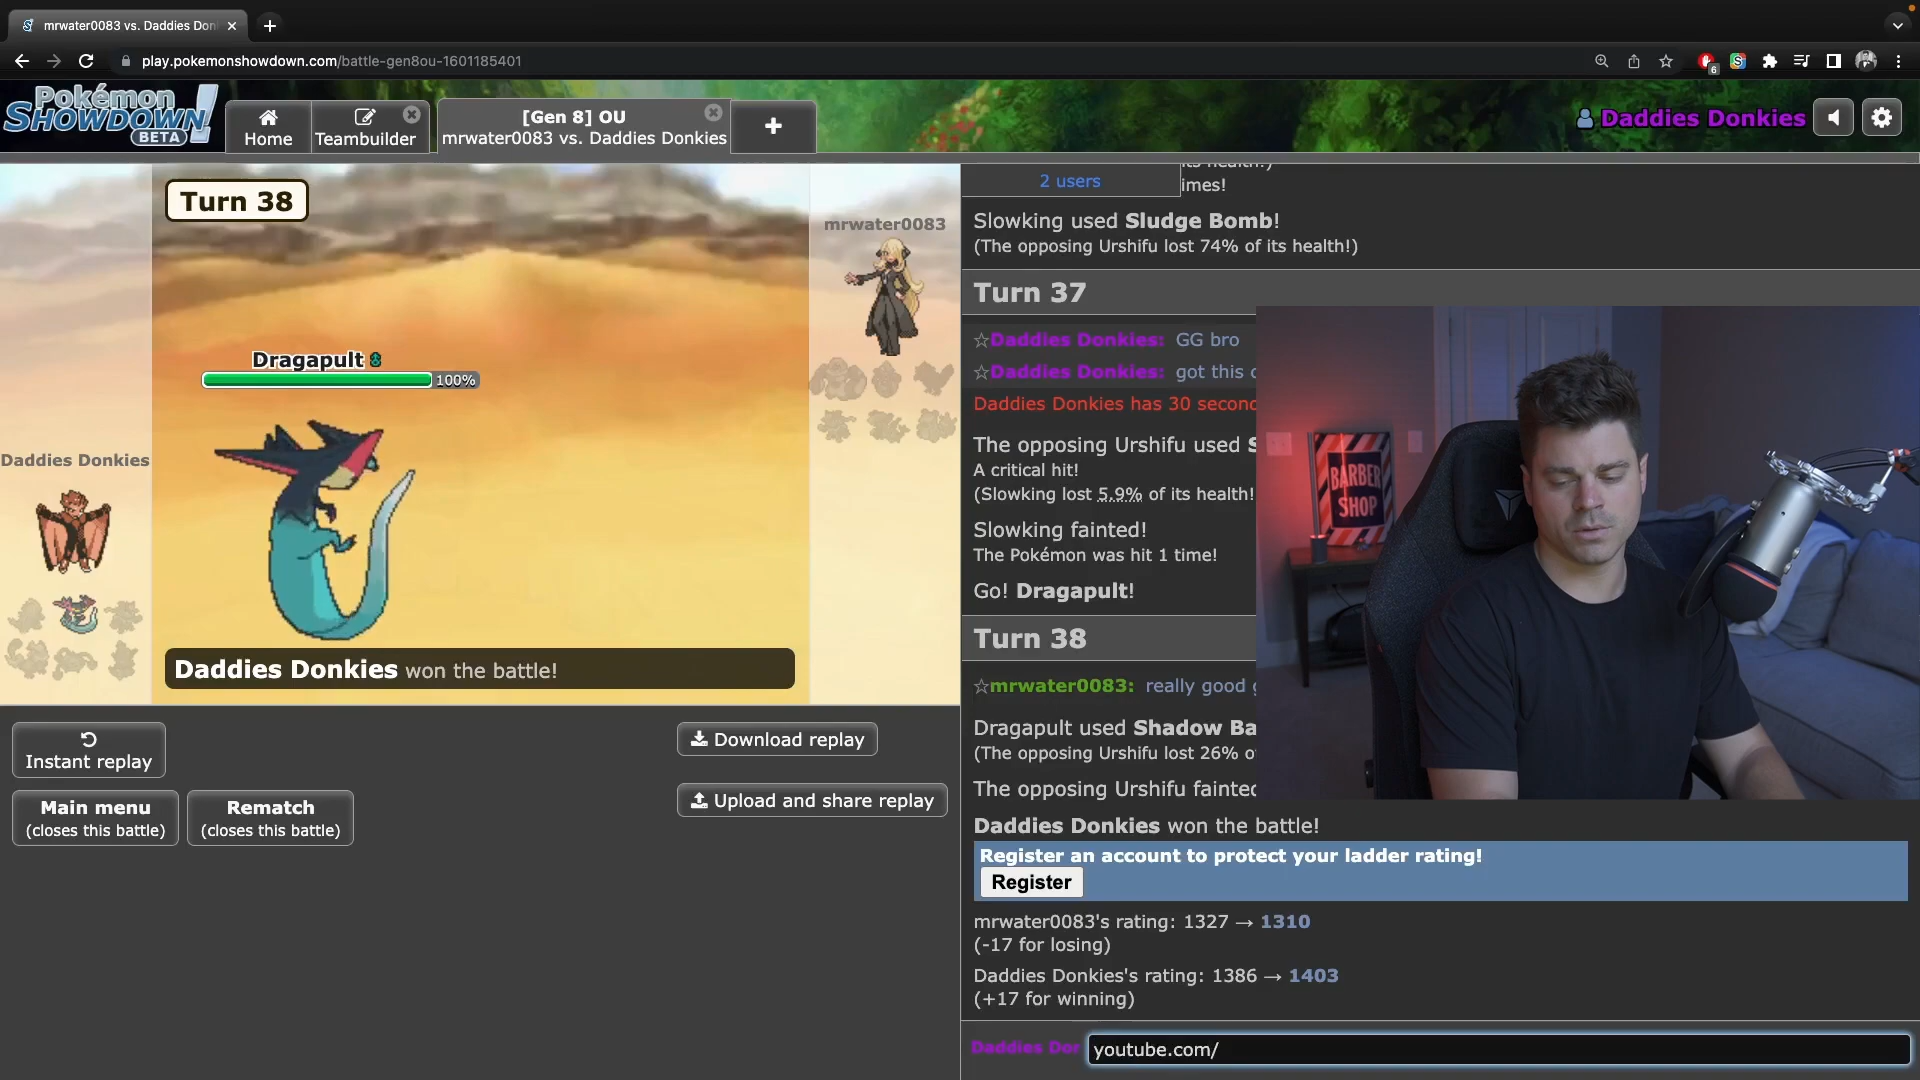 mrwater0083 vs. Daddies Don
play.pokemonshowdown.com/battle-gen8ou-1601185401
6
Pokémon
SHOWDOWN!
BETA
Home
Teambuilder
[Gen 8] OU
mrwater0083 vs. Daddies Donkies
Daddies Donkies
Turn 38
mrwater0083
Dragapult
100%
Daddies Donkies
Daddies Donkies won the battle!
Instant replay
Main menu
(closes this battle)
Rematch
(closes this battle)
Download replay
Upload and share replay
2 users
its health!)
imes!
Slowking used Sludge Bomb!
(The opposing Urshifu lost 74% of its health!)
Turn 37
☆Daddies Donkies: GG bro
☆Daddies Donkies: got this
Daddies Donkies has 30 second
The opposing Urshifu used S
A critical hit!
(Slowking lost 5.9% of its health!
Slowking fainted!
The Pokémon was hit 1 time!
Go! Dragapult!
Turn 38
☆mrwater0083: really good g
Dragapult used Shadow Ba
(The opposing Urshifu lost 26% o
The opposing Urshifu fainted
Daddies Donkies won the battle!
Register an account to protect your ladder rating!
Register
mrwater0083's rating: 1327 → 1310
(-17 for losing)
Daddies Donkies's rating: 1386 → 1403
(+17 for winning)
Daddies Don
youtube.com/
BARBER
SHOP